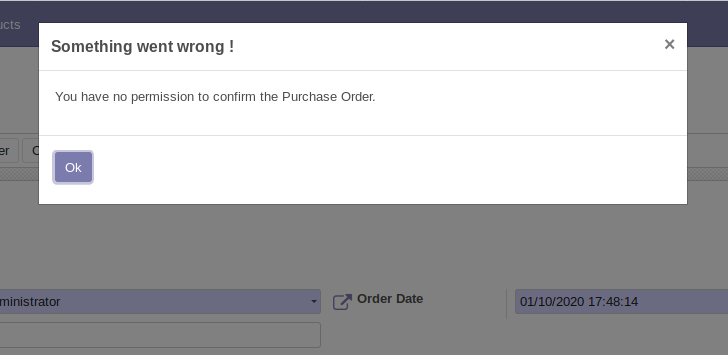 ucts
Something went wrong !
×
You have no permission to confirm the Purchase Order.
er
Ok
ministrator
Order Date
01/10/2020 17:48:14